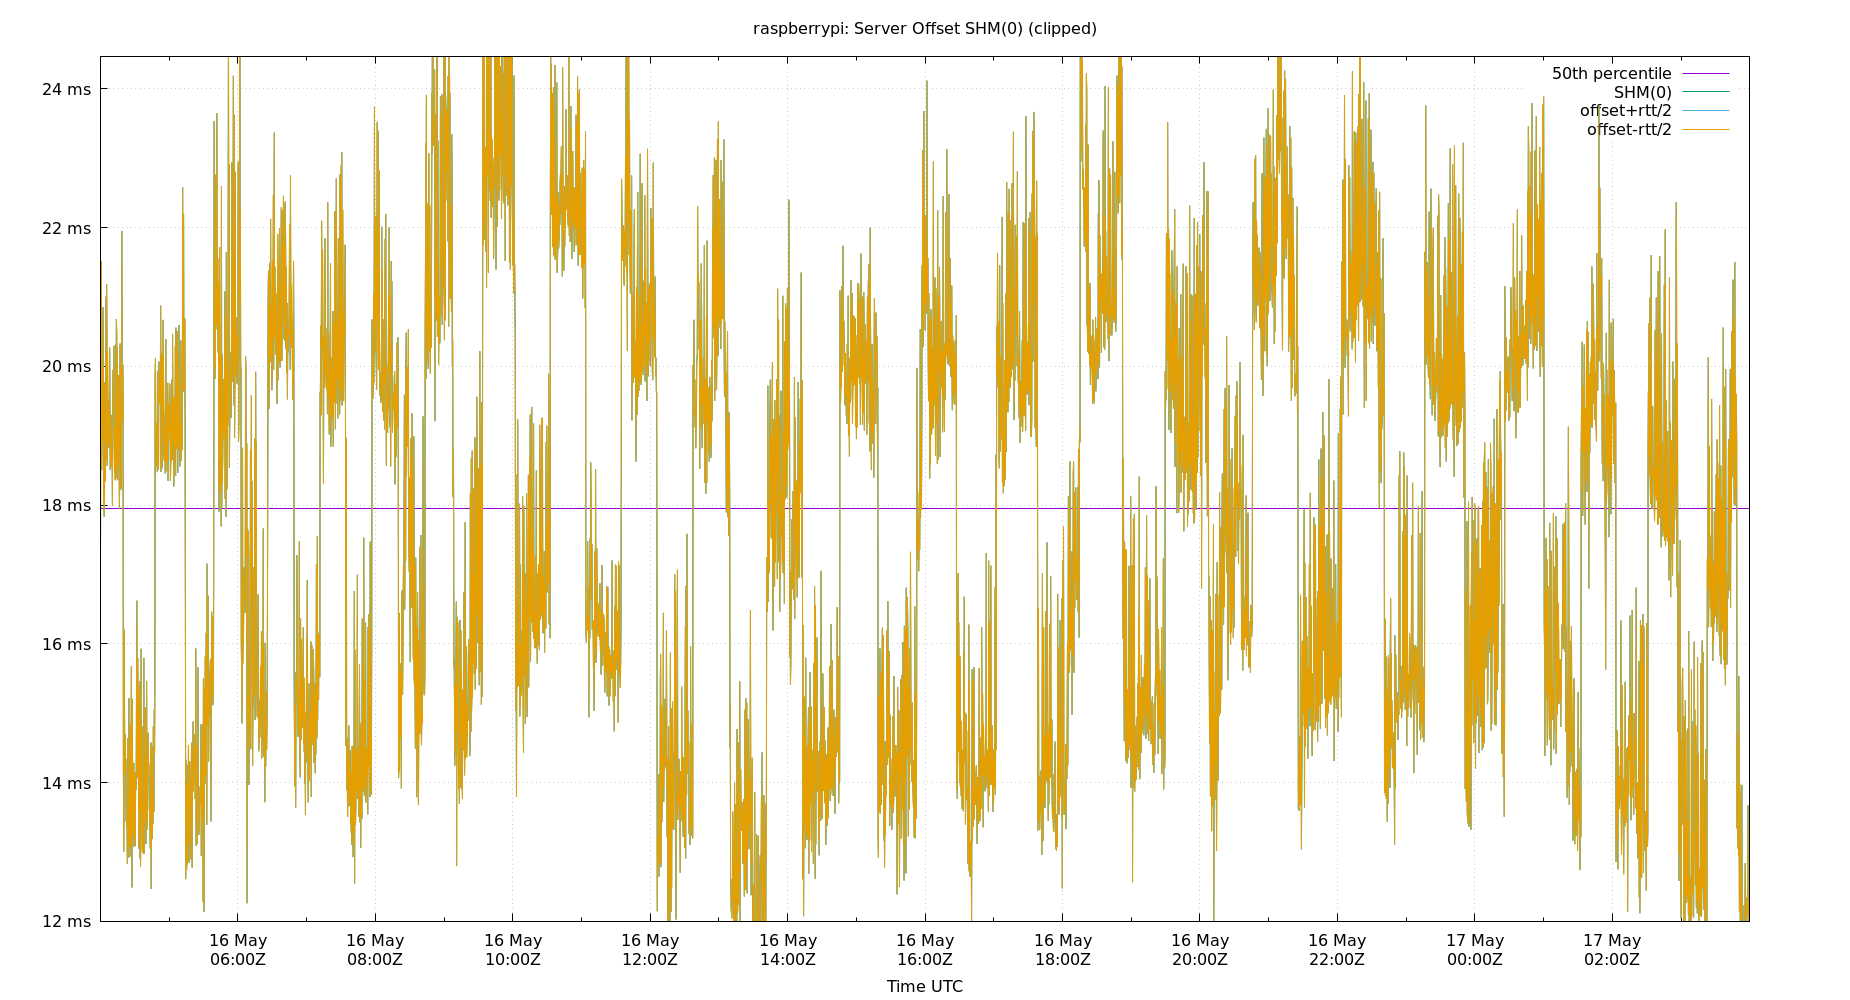 raspberrypi: Server Offset SHM(0) (clipped)
50th percentile
SHM(0)
offset+rtt/2
offset-rtt/2
24 ms
22 ms
20 ms
18 ms
16 ms
14 ms
12 ms
16 May 16 May 16 May 16 May 16 May 16 May 16 May 16 May 16 May 17 May 17 May
06:00Z 08:00Z 10:00Z 12:00Z 14:00Z 16:00Z 18:00Z 20:00Z 22:00Z 00:00Z 02:00Z
Time UTC